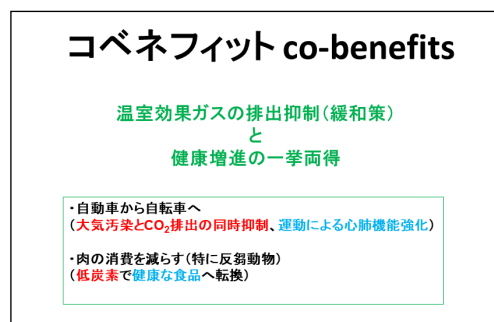 コベネフィット co-benefits
温室効果ガスの排出抑制（緩和策）
と
健康増進の一挙両得
・自動車から自転車へ
（大気汚染とCO₂排出の同時抑制、運動による心肺機能強化）
・肉の消費を減らす（特に反芻動物）
（低炭素で健康な食品へ転換）